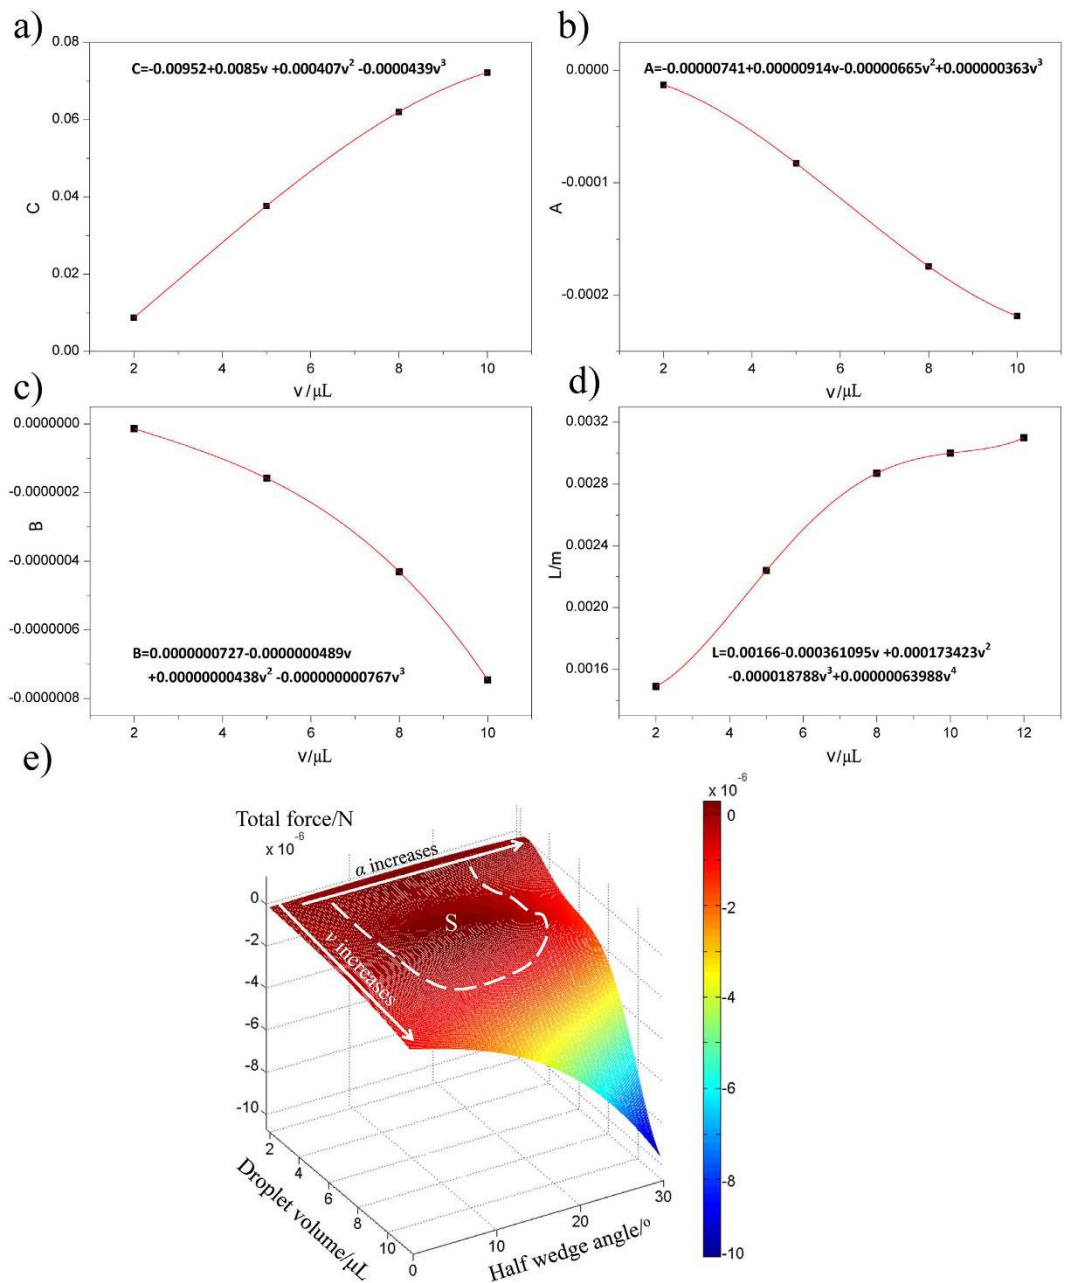 a)
C=-0.00952+0.0085v +0.000407v² -0.0000439v³
0.08
0.06
0.04
0.02
0.00
C
2 4 6 8 10
v/μL
b)
A=-0.00000741+0.00000914v-0.00000665v²+0.000000363v³
0.0000
-0.0001
-0.0002
A
2 4 6 8 10
v/μL
c)
0.0000000
-0.0000002
-0.0000004
-0.0000006
-0.0000008
B
B=0.0000000727-0.0000000489v
+0.00000000438v² -0.000000000767v³
2 4 6 8 10
v/μL
d)
0.0032
0.0028
0.0024
0.0020
0.0016
L/m
L=0.00166-0.000361095v +0.000173423v²
-0.000018788v³+0.00000063988v⁴
2 4 6 8 10 12
v/μL
e)
Total force/N
x 10⁻⁶
0
-2
-4
-6
-8
-10
α increases
S
v increases
2
4
6
8
10
Droplet volume/μL
0
10
20
30
Half wedge angle/°
x 10⁻⁶
0
-2
-4
-6
-8
-10